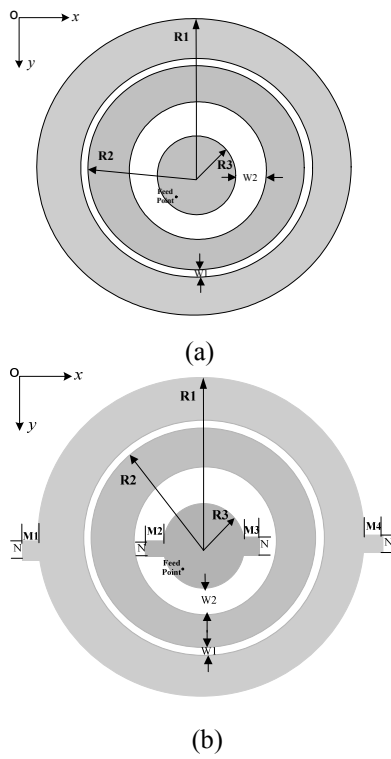 O x
R1
y
R2
R3
W2
Feed
Point
W1
(a)
O x
R1
y
R2
R3
M1 M2 M3 M4
N N N N
Feed
Point
W2
W1
(b)